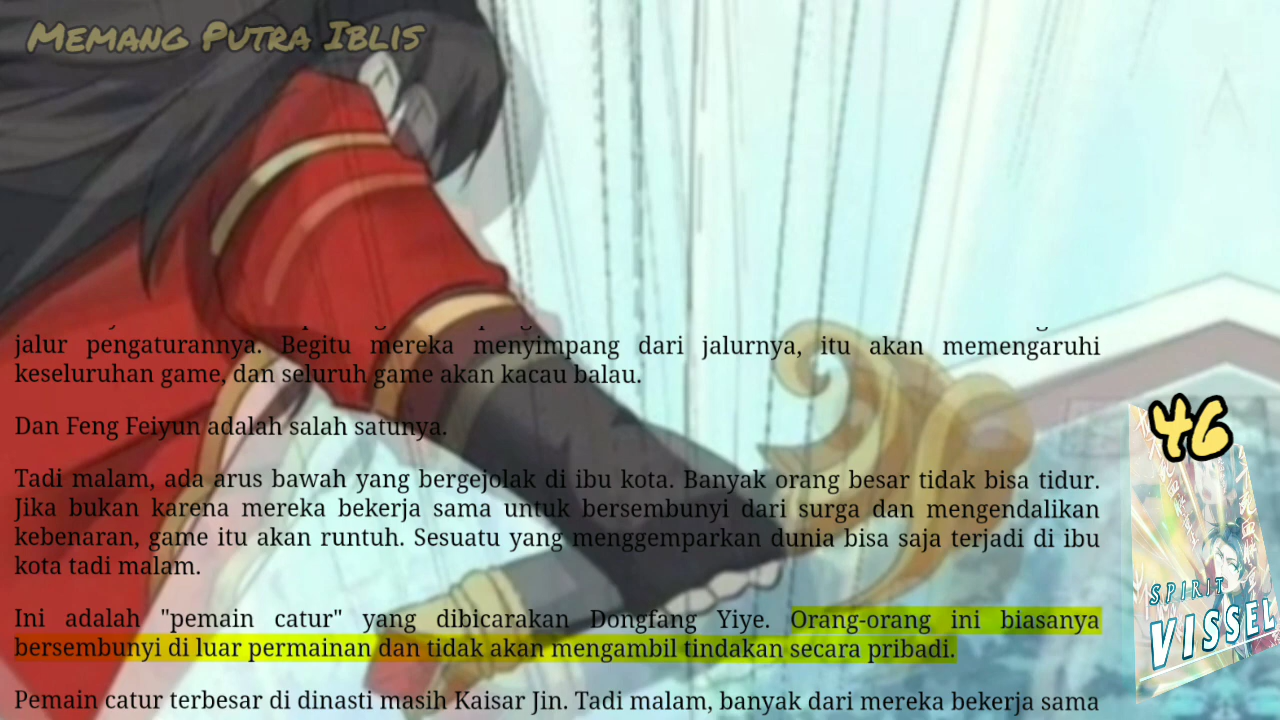 Memang Putra Iblis
jalur pengaturannya. Begitu mereka menyimpang dari jalurnya, itu akan memengaruhi
keseluruhan game, dan seluruh game akan kacau balau.
Dan Feng Feiyun adalah salah satunya.
Tadi malam, ada arus bawah yang bergejolak di ibu kota. Banyak orang besar tidak bisa tidur.
Jika bukan karena mereka bekerja sama untuk bersembunyi dari surga dan mengendalikan
kebenaran, game itu akan runtuh. Sesuatu yang menggemparkan dunia bisa saja terjadi di ibu
kota tadi malam.
Ini adalah "pemain catur" yang dibicarakan Dongfang Yiye. Orang-orang ini biasanya
bersembunyi di luar permainan dan tidak akan mengambil tindakan secara pribadi.
Pemain catur terbesar di dinasti masih Kaisar Jin. Tadi malam, banyak dari mereka bekerja sama
46
SPIRIT
VISSEL